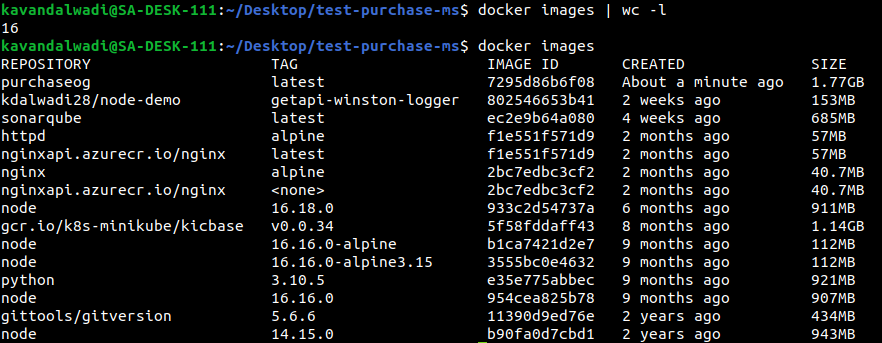 kavandalwadi@SA-DESK-111:~/Desktop/test-purchase-ms$ docker images | wc -l
16
kavandalwadi@SA-DESK-111:~/Desktop/test-purchase-ms$ docker images
REPOSITORY TAG IMAGE ID CREATED SIZE
purchaseog latest 7295d86b6f08 About a minute ago 1.77GB
kdalwadi28/node-demo getapi-winston-logger 802546653b41 2 weeks ago 153MB
sonarqube latest ec2e9b64a080 4 weeks ago 685MB
httpd alpine f1e551f571d9 2 months ago 57MB
nginxapi.azurecr.io/nginx latest f1e551f571d9 2 months ago 57MB
nginx alpine 2bc7edbc3cf2 2 months ago 40.7MB
nginxapi.azurecr.io/nginx <none> 2bc7edbc3cf2 2 months ago 40.7MB
node 16.18.0 933c2d54737a 6 months ago 911MB
gcr.io/k8s-minikube/kicbase v0.0.34 5f58fddaff43 8 months ago 1.14GB
node 16.16.0-alpine b1ca7421d2e7 9 months ago 112MB
node 16.16.0-alpine3.15 3555bc0e4632 9 months ago 112MB
python 3.10.5 e35e775abbec 9 months ago 921MB
node 16.16.0 954cea825b78 9 months ago 907MB
gittools/gitversion 5.6.6 11390d9ed76e 2 years ago 434MB
node 14.15.0 b90fa0d7cbd1 2 years ago 943MB